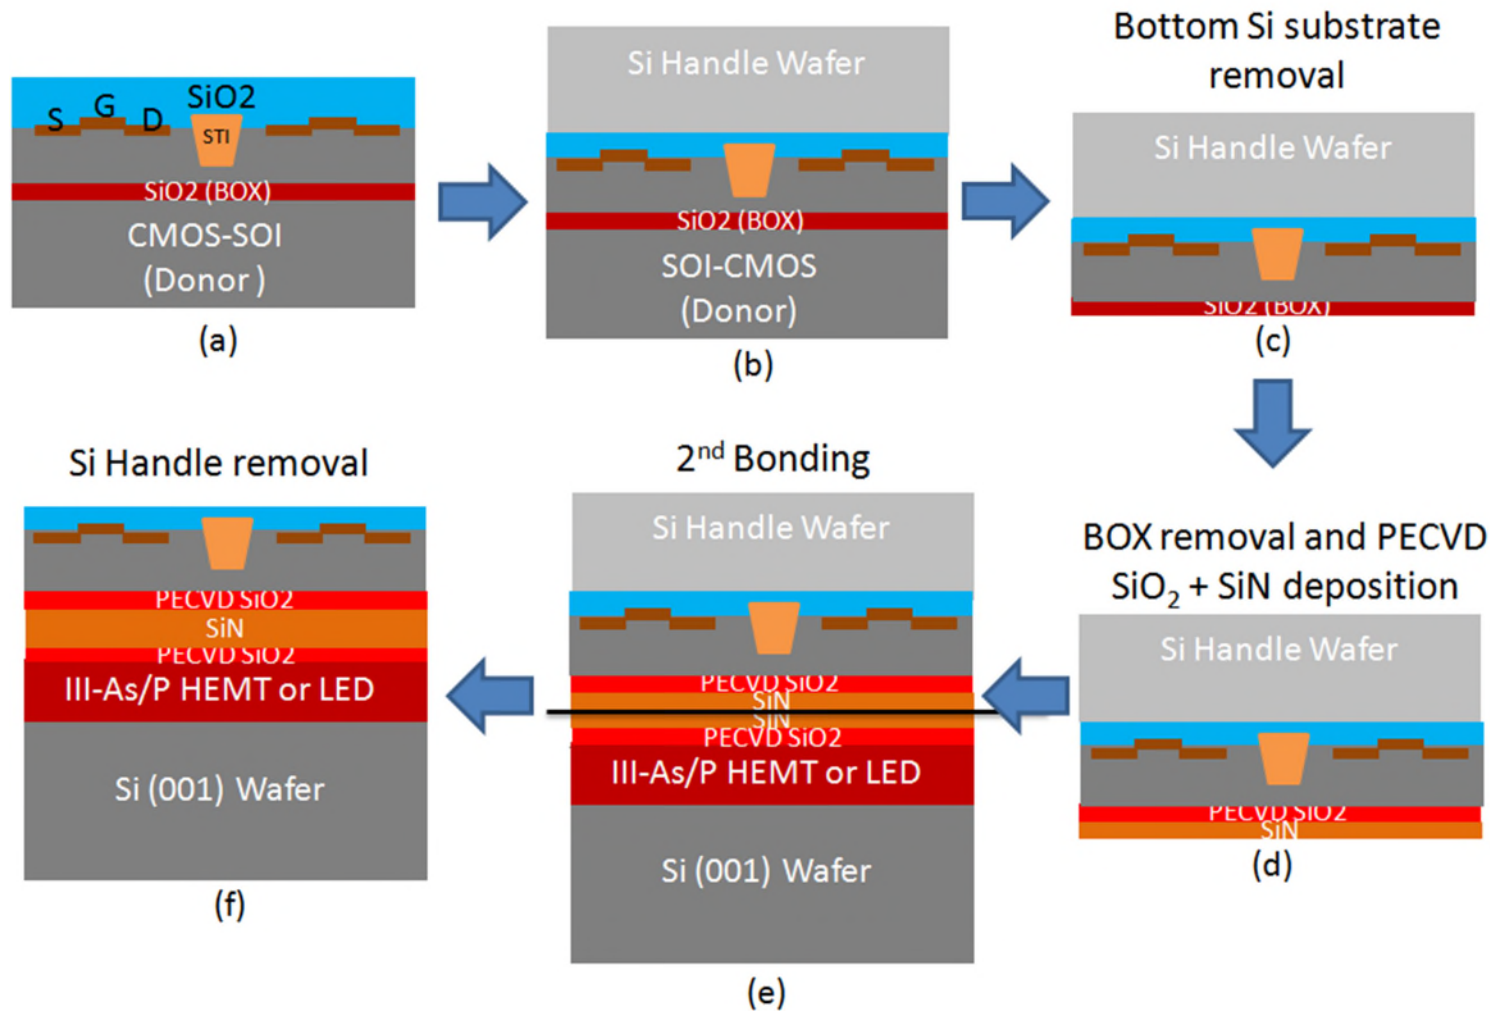 SiO2
S G D
STI
SiO2 (BOX)
CMOS-SOI
(Donor )
(a)
Si Handle Wafer
SiO2 (BOX)
SOI-CMOS
(Donor)
(b)
Bottom Si substrate
removal
Si Handle Wafer
SiO2 (BOX)
(c)
BOX removal and PECVD
SiO₂ + SiN deposition
Si Handle Wafer
PECVD SiO2
SiN
(d)
2nd Bonding
Si Handle Wafer
PECVD SiO2
SiN
SiN
PECVD SiO2
III-As/P HEMT or LED
Si (001) Wafer
(e)
Si Handle removal
PECVD SiO2
SiN
PECVD SiO2
III-As/P HEMT or LED
Si (001) Wafer
(f)